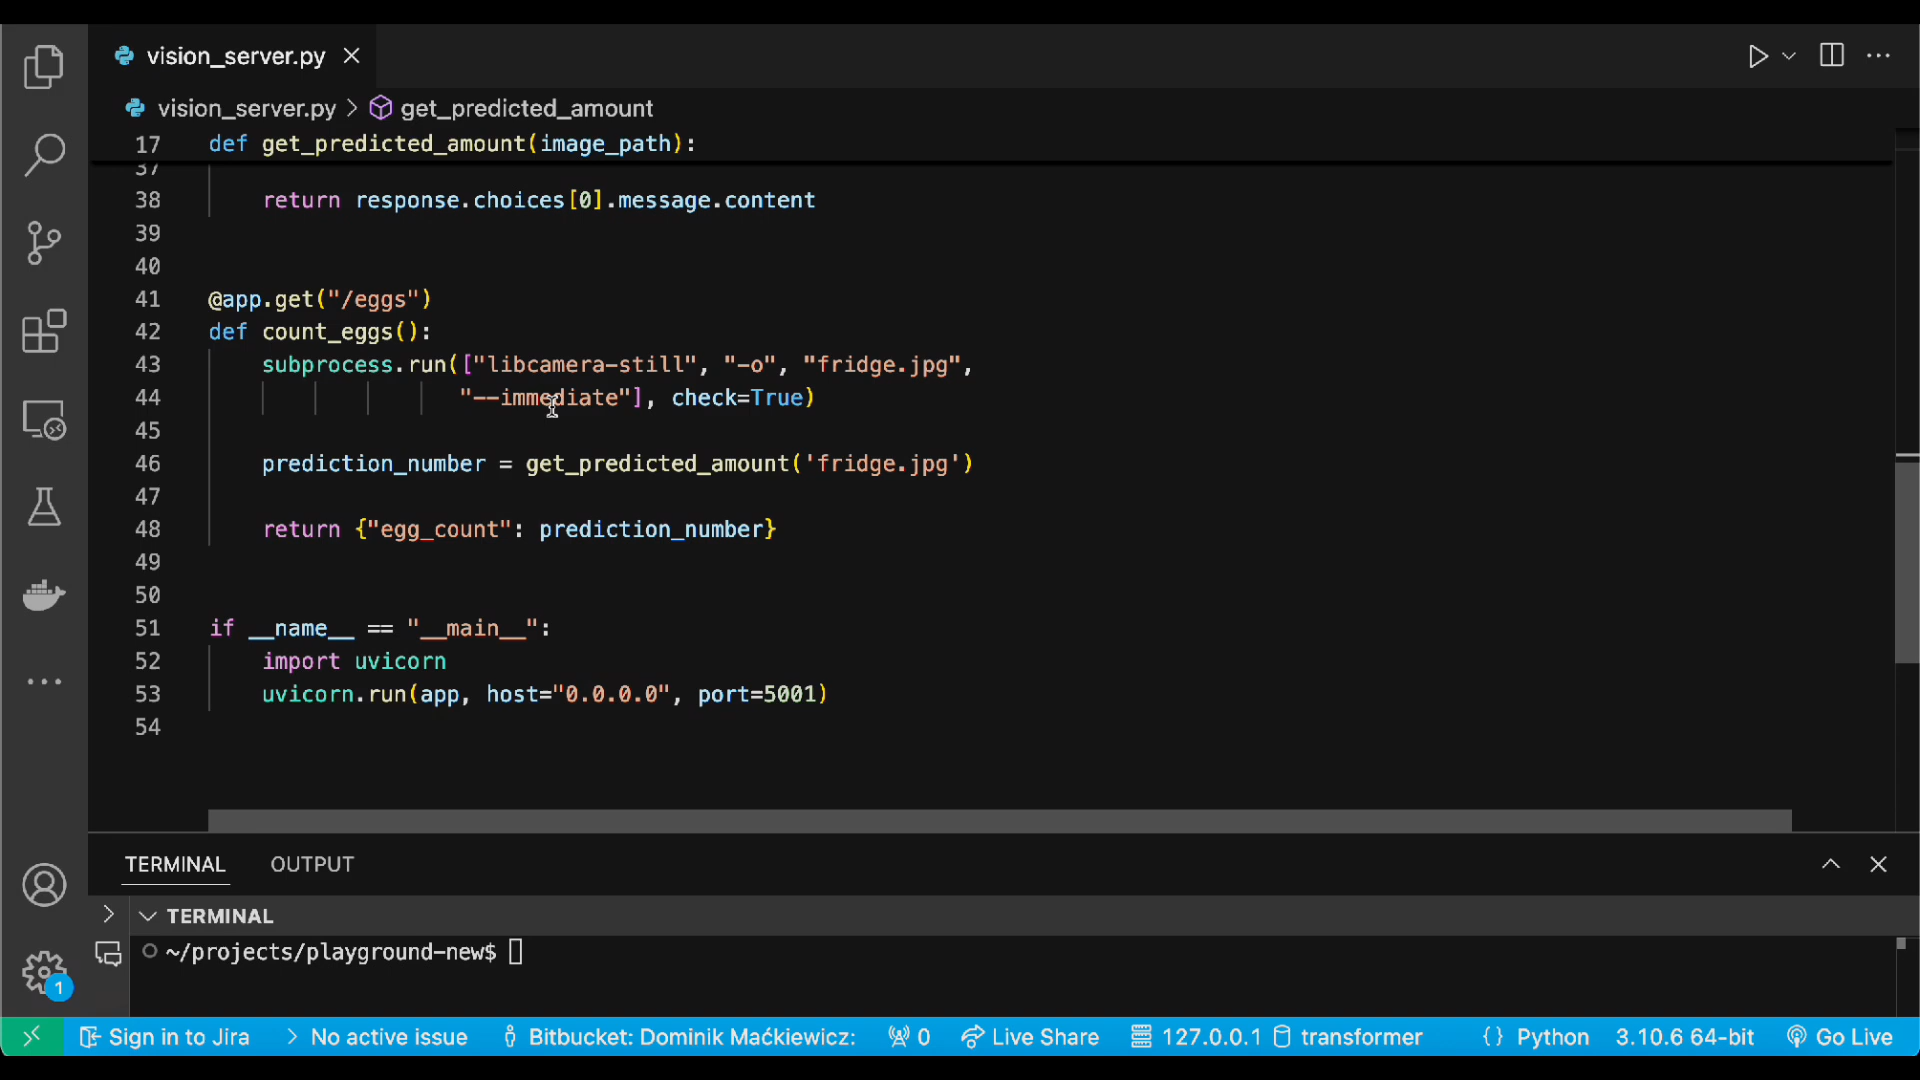 vision_server.py
vision_server.py > get_predicted_amount
17 def get_predicted_amount(image_path):
37
38 return response.choices[0].message.content
39
40
41 @app.get("/eggs")
42 def count_eggs():
43 subprocess.run(["libcamera-still", "-o", "fridge.jpg",
44 "--immediate"], check=True)
45
46 prediction_number = get_predicted_amount('fridge.jpg')
47
48 return {"egg_count": prediction_number}
49
50
51 if __name__ == "__main__":
52 import uvicorn
53 uvicorn.run(app, host="0.0.0.0", port=5001)
54
TERMINAL OUTPUT
TERMINAL
~/projects/playground-new$
1
Sign in to Jira No active issue Bitbucket: Dominik Maćkiewicz: 0 Live Share 127.0.0.1 transformer {} Python 3.10.6 64-bit Go Live